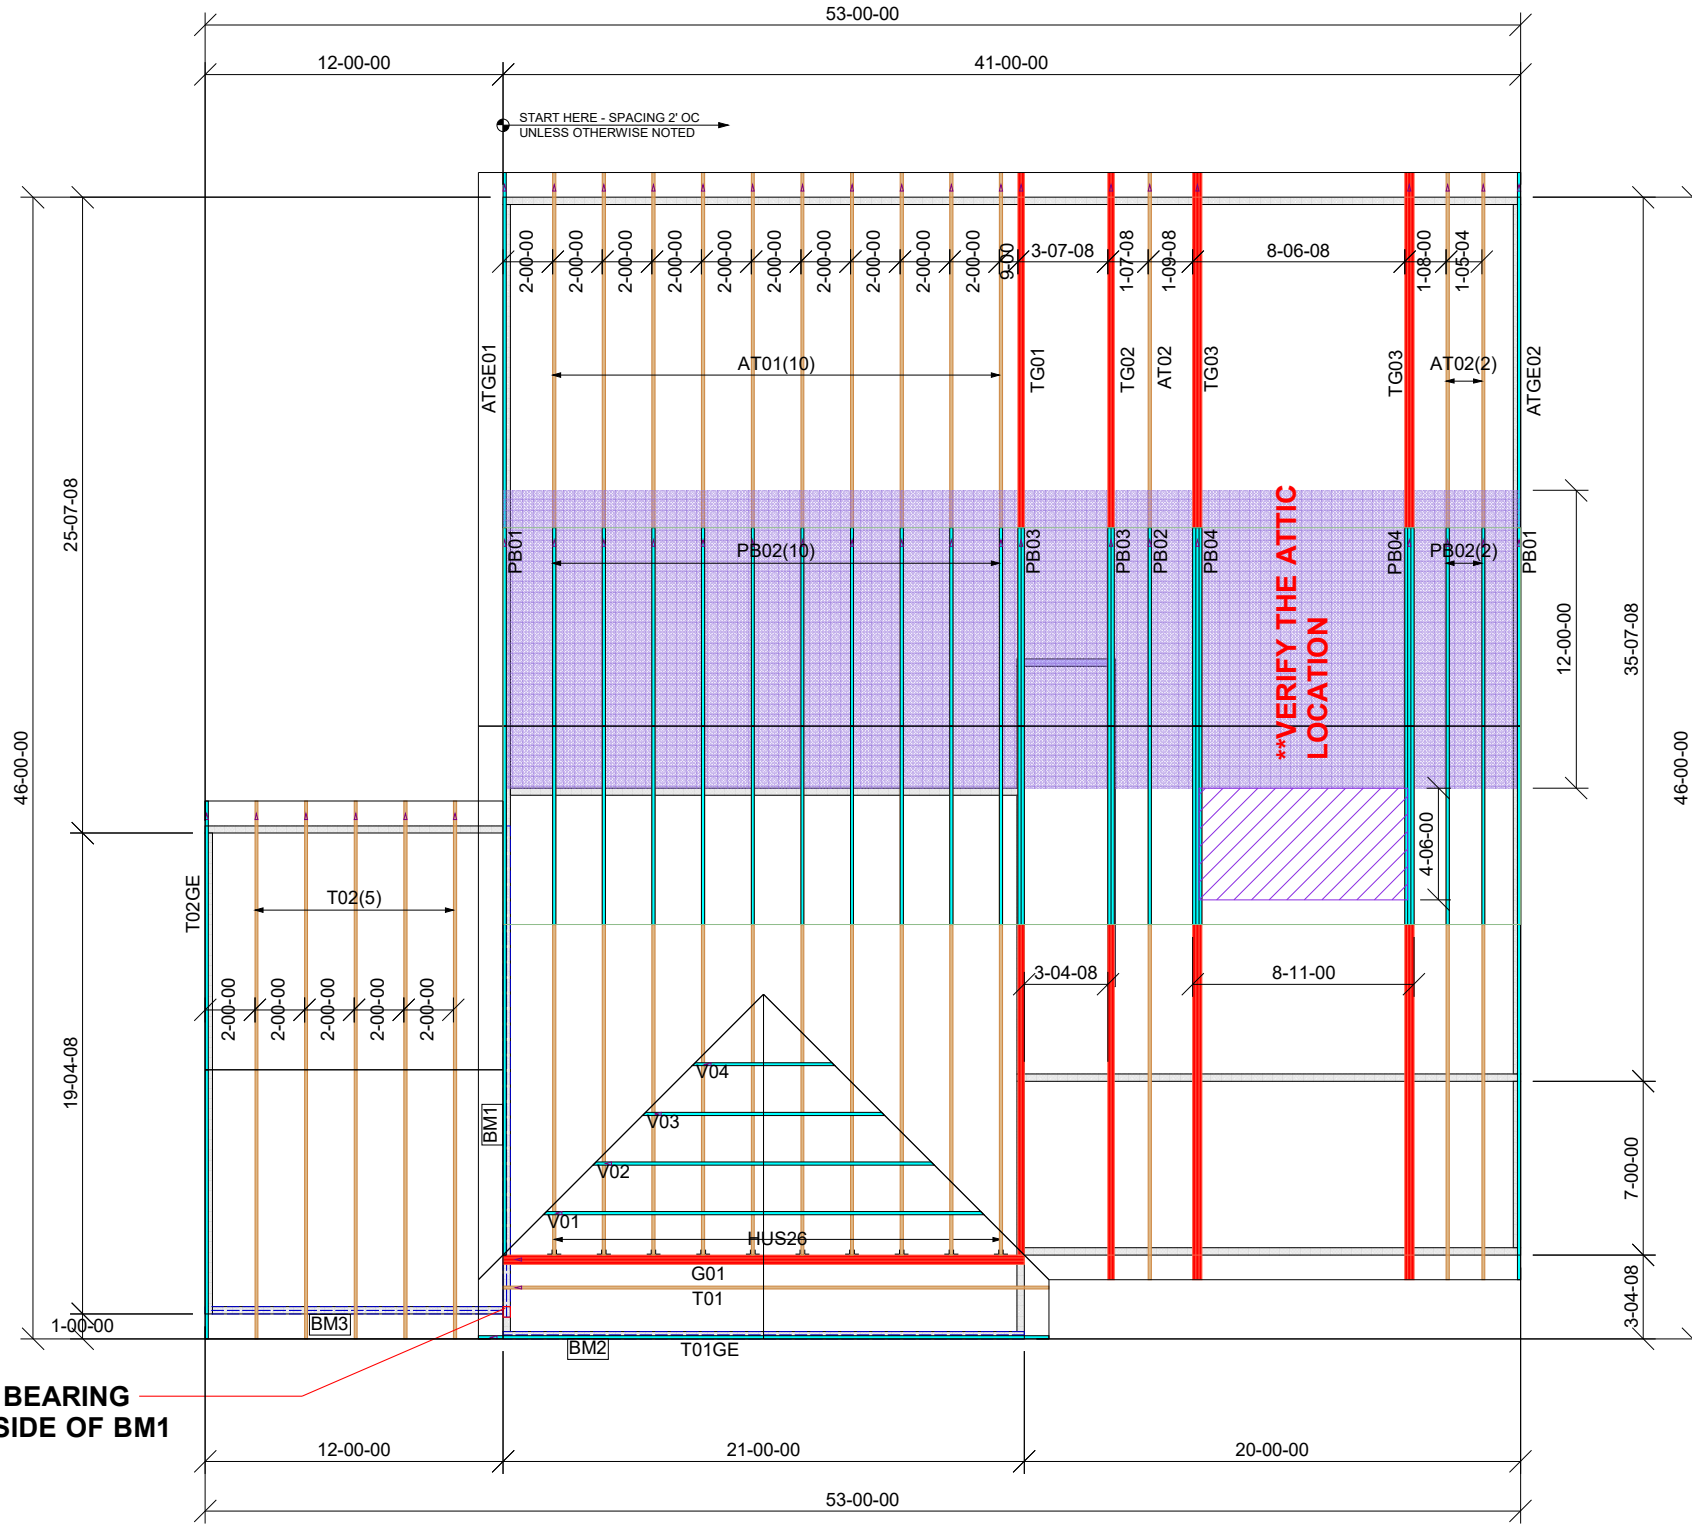 53-00-00
12-00-00
41-00-00
START HERE - SPACING 2' OC
UNLESS OTHERWISE NOTED
2-00-00
2-00-00
2-00-00
2-00-00
2-00-00
2-00-00
2-00-00
2-00-00
2-00-00
2-00-00
9-00
3-07-08
1-07-08
1-09-08
8-06-08
1-08-00
1-05-04
ATGE01
AT01(10)
TG01
TG02
AT02
TG03
TG03
AT02(2)
ATGE02
25-07-08
46-00-00
PB01
PB02(10)
PB03
PB03
PB02
PB04
PB04
PB02(2)
PB01
**VERIFY THE ATTIC
LOCATION
12-00-00
35-07-08
46-00-00
4-06-00
T02GE
T02(5)
2-00-00
2-00-00
2-00-00
2-00-00
2-00-00
3-04-08
8-11-00
19-04-08
BM1
V04
V03
V02
V01
HUS26
G01
T01
7-00-00
3-04-08
1-00-00
BM3
BM2
T01GE
BEARING
SIDE OF BM1
12-00-00
21-00-00
20-00-00
53-00-00